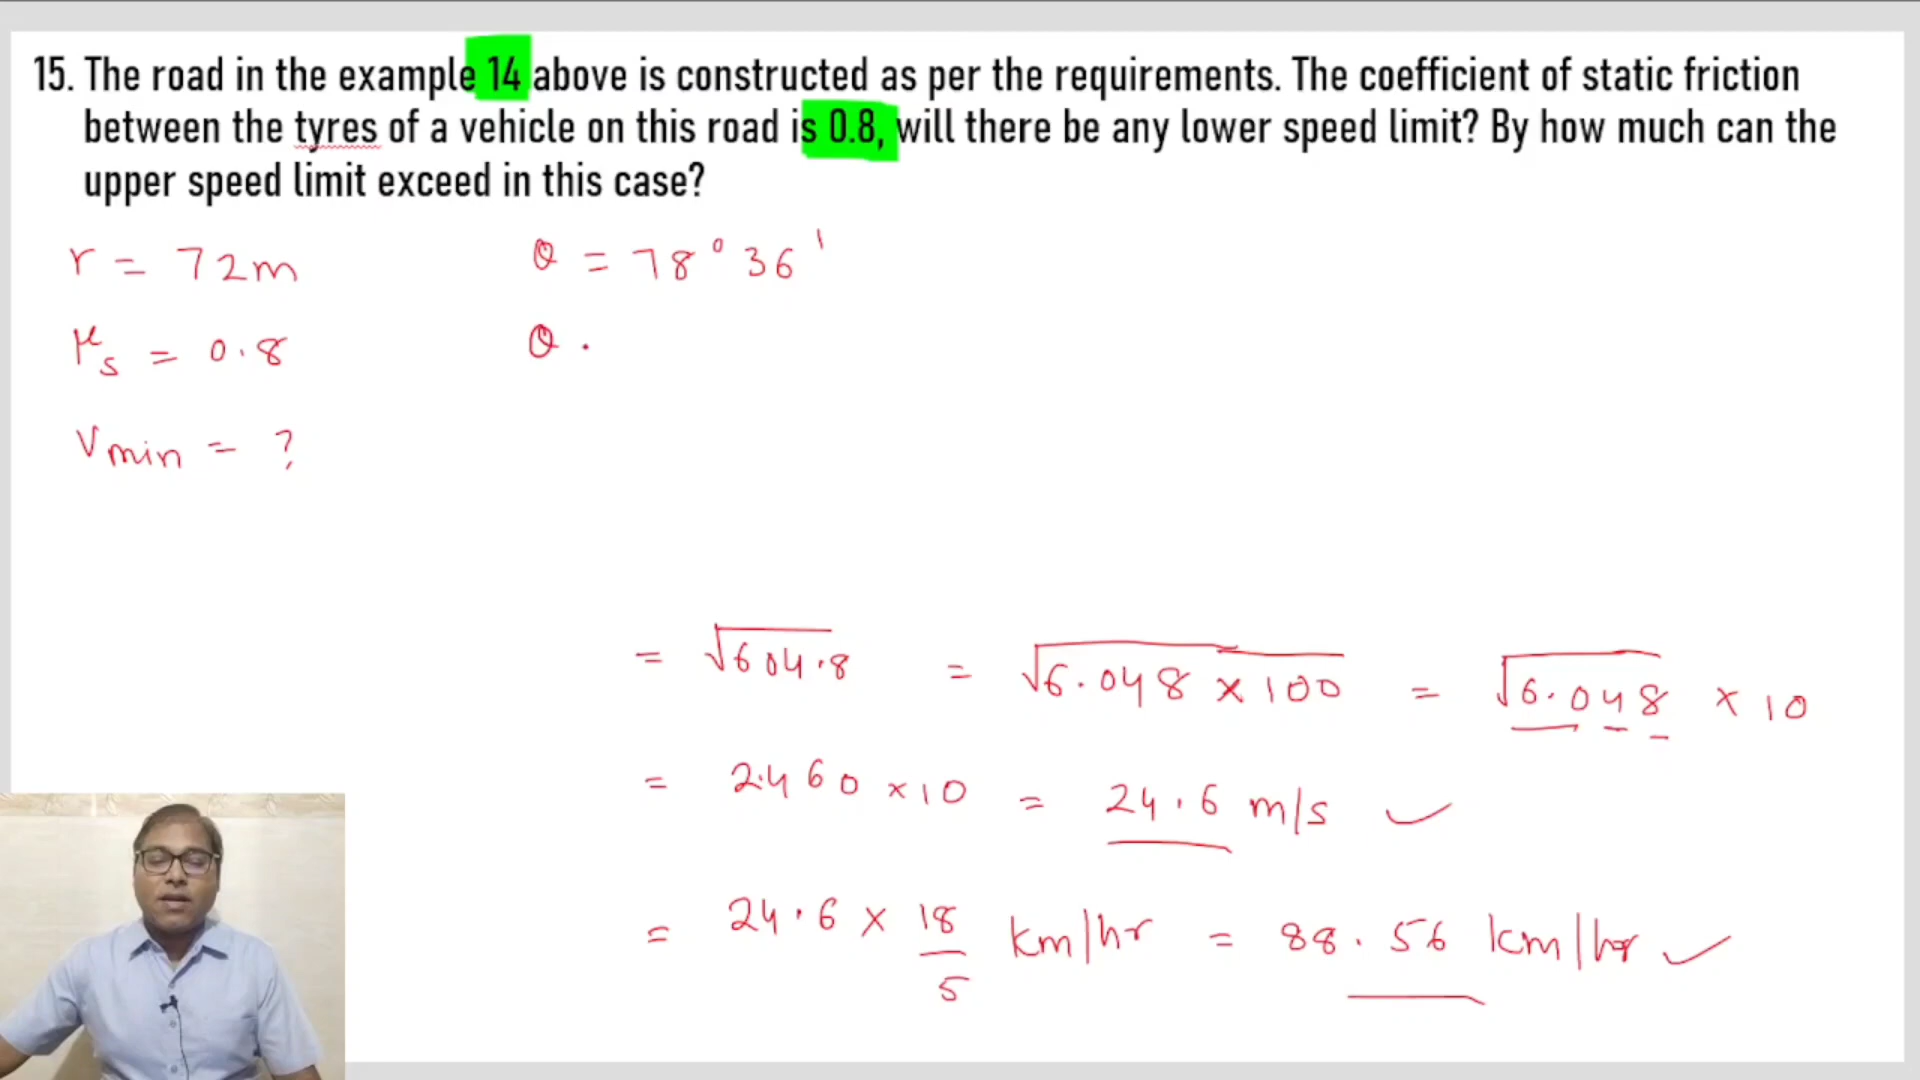 15. The road in the example 14 above is constructed as per the requirements. The coefficient of static friction
between the tyres of a vehicle on this road is 0.8, will there be any lower speed limit? By how much can the
upper speed limit exceed in this case?
r = 72m
θ = 78° 36'
μs = 0.8
θ .
Vmin = ?
= √604.8 = √6.048 × 100 = √6.048 × 10
= 2.460 × 10 = 24.6 m/s ✓
= 24.6 × 18/5 km/hr = 88.56 km/hr ✓